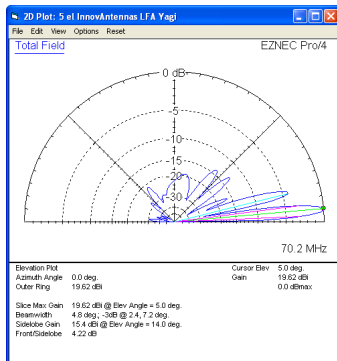 2D Plot: 5 el InnovAntennas LFA Yagi
File Edit View Options Reset
Total Field
EZNEC Pro/4
0 dB
-5
-10
-15
-20
-30
70.2 MHz
Elevation Plot
Azimuth Angle 0.0 deg.
Outer Ring 19.62 dBi
Cursor Elev 5.0 deg.
Gain 19.62 dBi
0.0 dBmax
Slice Max Gain 19.62 dBi @ Elev Angle = 5.0 deg.
Beamwidth 4.8 deg.; -3dB @ 2.4, 7.2 deg.
Sidelobe Gain 15.4 dBi @ Elev Angle = 14.0 deg.
Front/Sidelobe 4.22 dB